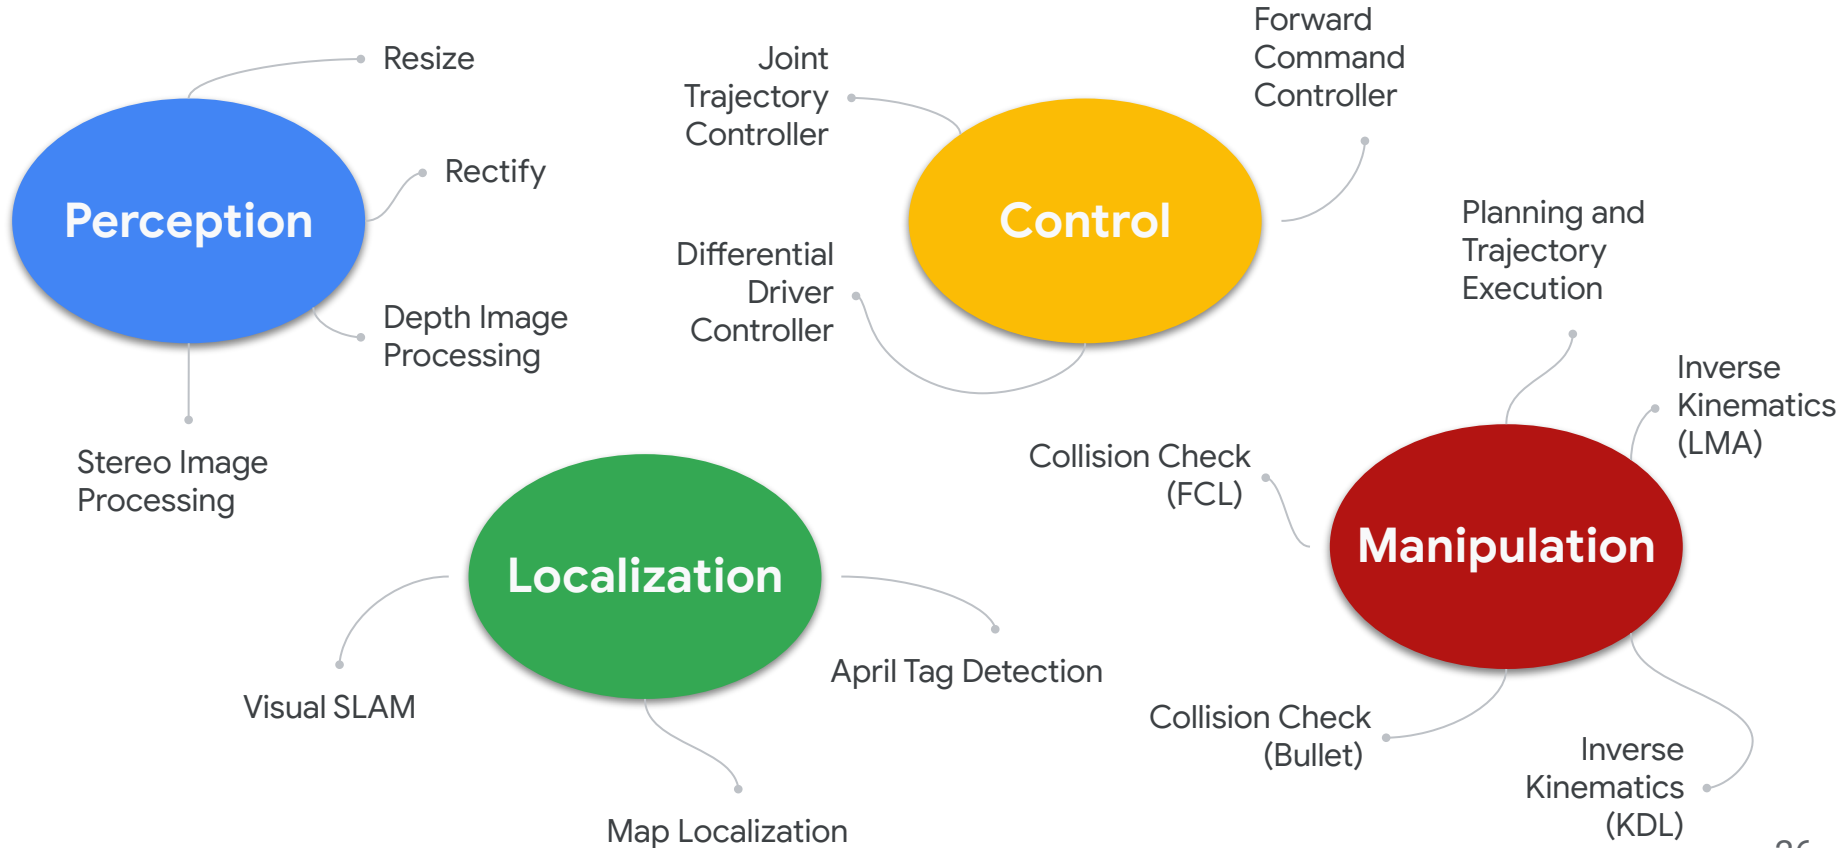 Resize
Perception
Rectify
Depth Image
Processing
Stereo Image
Processing
Joint
Trajectory
Controller
Forward
Command
Controller
Control
Differential
Driver
Controller
Planning and
Trajectory
Execution
Inverse
Kinematics
(LMA)
Collision Check
(FCL)
Manipulation
Collision Check
(Bullet)
Inverse
Kinematics
(KDL)
Localization
Visual SLAM
April Tag Detection
Map Localization